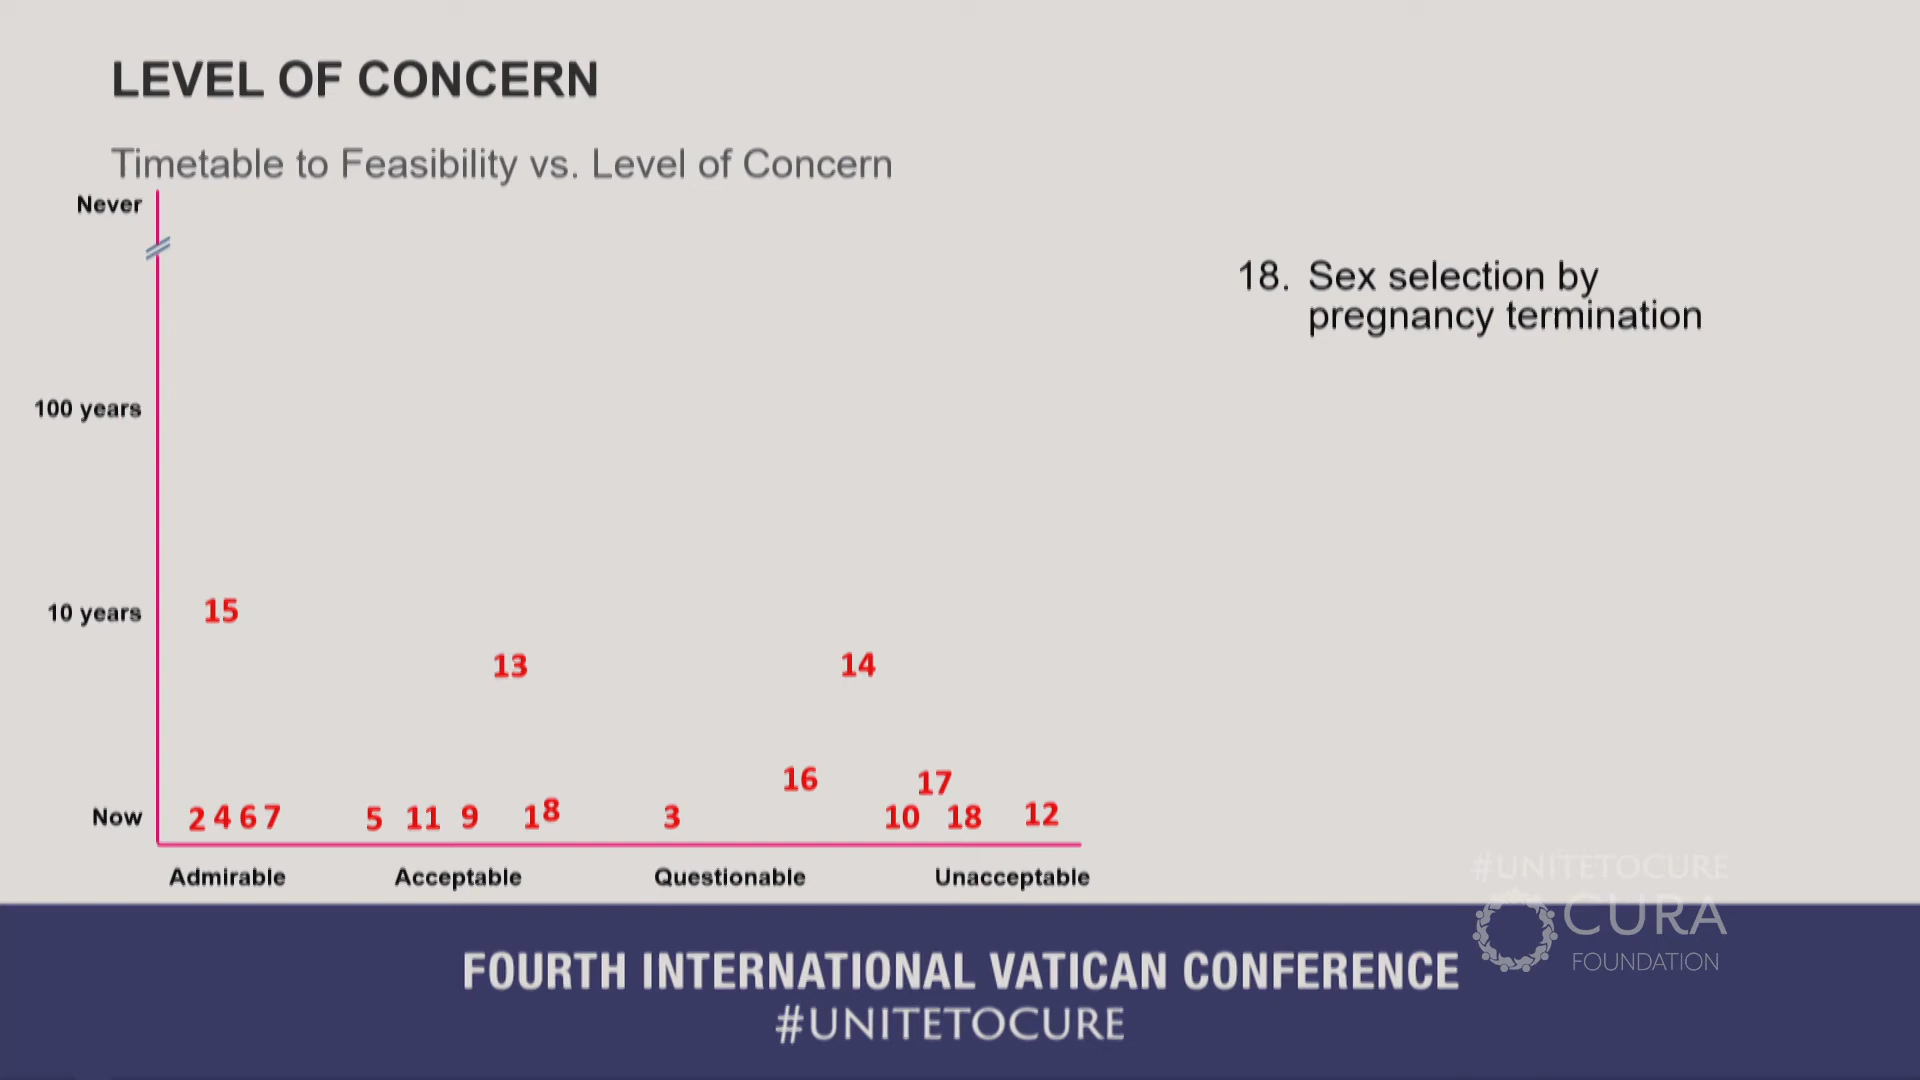 LEVEL OF CONCERN
Timetable to Feasibility vs. Level of Concern
Never
100 years
10 years
Now
15
13
14
16
17
2 4 6 7 5 11 9 1 8 3 10 18 12
Admirable Acceptable Questionable Unacceptable
18. Sex selection by
pregnancy termination
#UNITETOCURE
CURA
FOUNDATION
FOURTH INTERNATIONAL VATICAN CONFERENCE
#UNITETOCURE